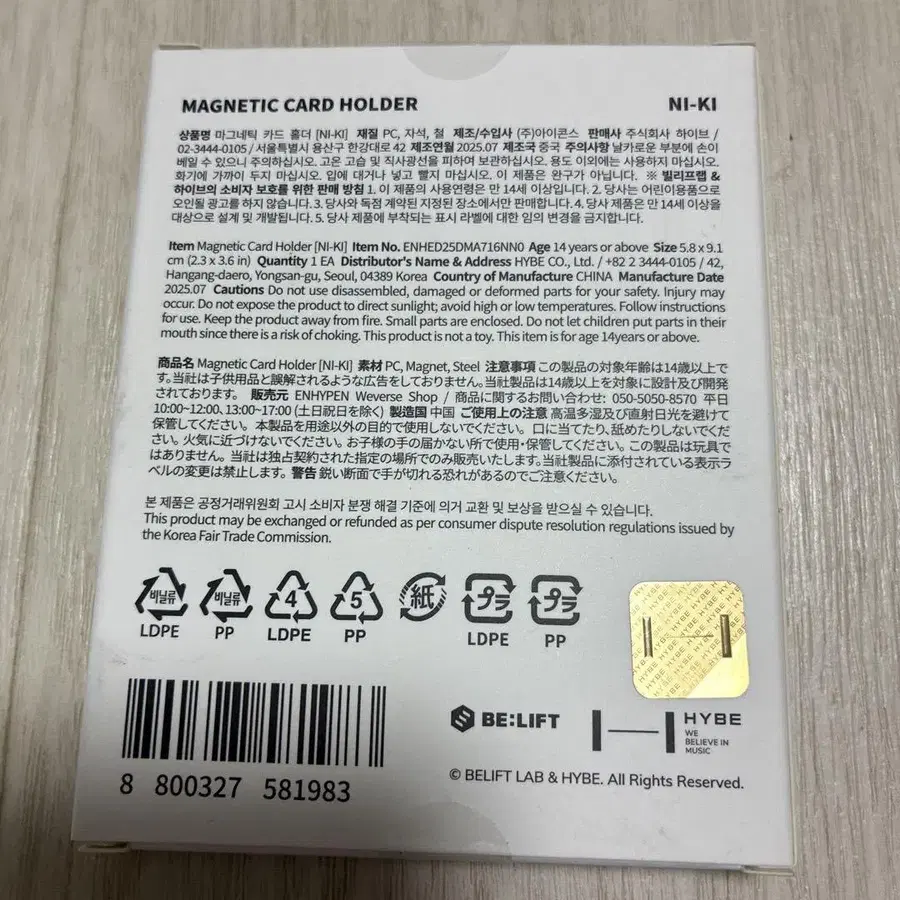 MAGNETIC CARD HOLDER NI-KI
상품명 마그네틱 카드 홀더 [NI-KI] 재질 PC, 자석, 철 제조/수입사 (주)아이콘스 판매사 주식회사 하이브 /
02-3444-0105 / 서울특별시 용산구 한강대로 42 제조연월 2025.07 제조국 중국 주의사항 날카로운 부분에 손이
베일 수 있으니 주의하십시오. 고온 고습 및 직사광선을 피하여 보관하십시오. 용도 이외에는 사용하지 마십시오.
화기에 가까이 두지 마십시오. 입에 대거나 넣고 빨지 마십시오. 이 제품은 완구가 아닙니다. ※ 빌리프랩 &
하이브의 소비자 보호를 위한 판매 방침 1. 이 제품의 사용연령은 만 14세 이상입니다. 2. 당사는 어린이용품으로
오인될 광고를 하지 않습니다. 3. 당사와 독점 계약된 지정된 장소에서만 판매합니다. 4. 당사 제품은 만 14세 이상을
대상으로 설계 및 개발됩니다. 5. 당사 제품에 부착되는 표시 라벨에 대한 임의 변경을 금지합니다.
Item Magnetic Card Holder [NI-KI] Item No. ENHED25DMA716NN0 Age 14 years or above Size 5.8 x 9.1
cm (2.3 x 3.6 in) Quantity 1 EA Distributor's Name & Address HYBE CO., Ltd. / +82 2 3444-0105 / 42,
Hangang-daero, Yongsan-gu, Seoul, 04389 Korea Country of Manufacture CHINA Manufacture Date
2025.07 Cautions Do not use disassembled, damaged or deformed parts for your safety. Injury may
occur. Do not expose the product to direct sunlight; avoid high or low temperatures. Follow instructions
for use. Keep the product away from fire. Small parts are enclosed. Do not let children put parts in their
mouth since there is a risk of choking. This product is not a toy. This item is for age 14years or above.
商品名 Magnetic Card Holder [NI-KI] 素材 PC, Magnet, Steel 注意事項 この製品の対象年齢は14歳以上で
す。当社は子供用品と誤解されるような広告をしておりません。当社製品は14歳以上を対象に設計及び開発
されております。 販売元 ENHYPEN Weverse Shop / 商品に関するお問い合わせ: 050-5050-8570 平日
10:00~12:00、13:00~17:00 (土日祝日を除く) 製造国 中国 ご使用上の注意 高温多湿及び直射日光を避けて
保管してください。 本製品を用途以外の目的で使用しないでください。 口に当てたり、舐めたりしないでくだ
さい。 火気に近づけないでください。 お子様の手の届かない所で使用・保管してください。 この製品は玩具で
はありません。 当社は独占契約された指定の場所でのみ販売いたします。当社製品に添付されている表示ラ
ベルの変更は禁止します。 警告 鋭い断面で手が切れる恐れがあるのでご注意ください。
본 제품은 공정거래위원회 고시 소비자 분쟁 해결 기준에 의거 교환 및 보상을 받으실 수 있습니다.
This product may be exchanged or refunded as per consumer dispute resolution regulations issued by
the Korea Fair Trade Commission.
비닐류 비닐류 4 5 紙 プラ プラ
LDPE PP LDPE PP LDPE PP
HYBE HYBE HYBE HYBE
BE:LIFT HYBE
WE
BELIEVE IN
MUSIC
8 800327 581983
© BELIFT LAB & HYBE. All Rights Reserved.